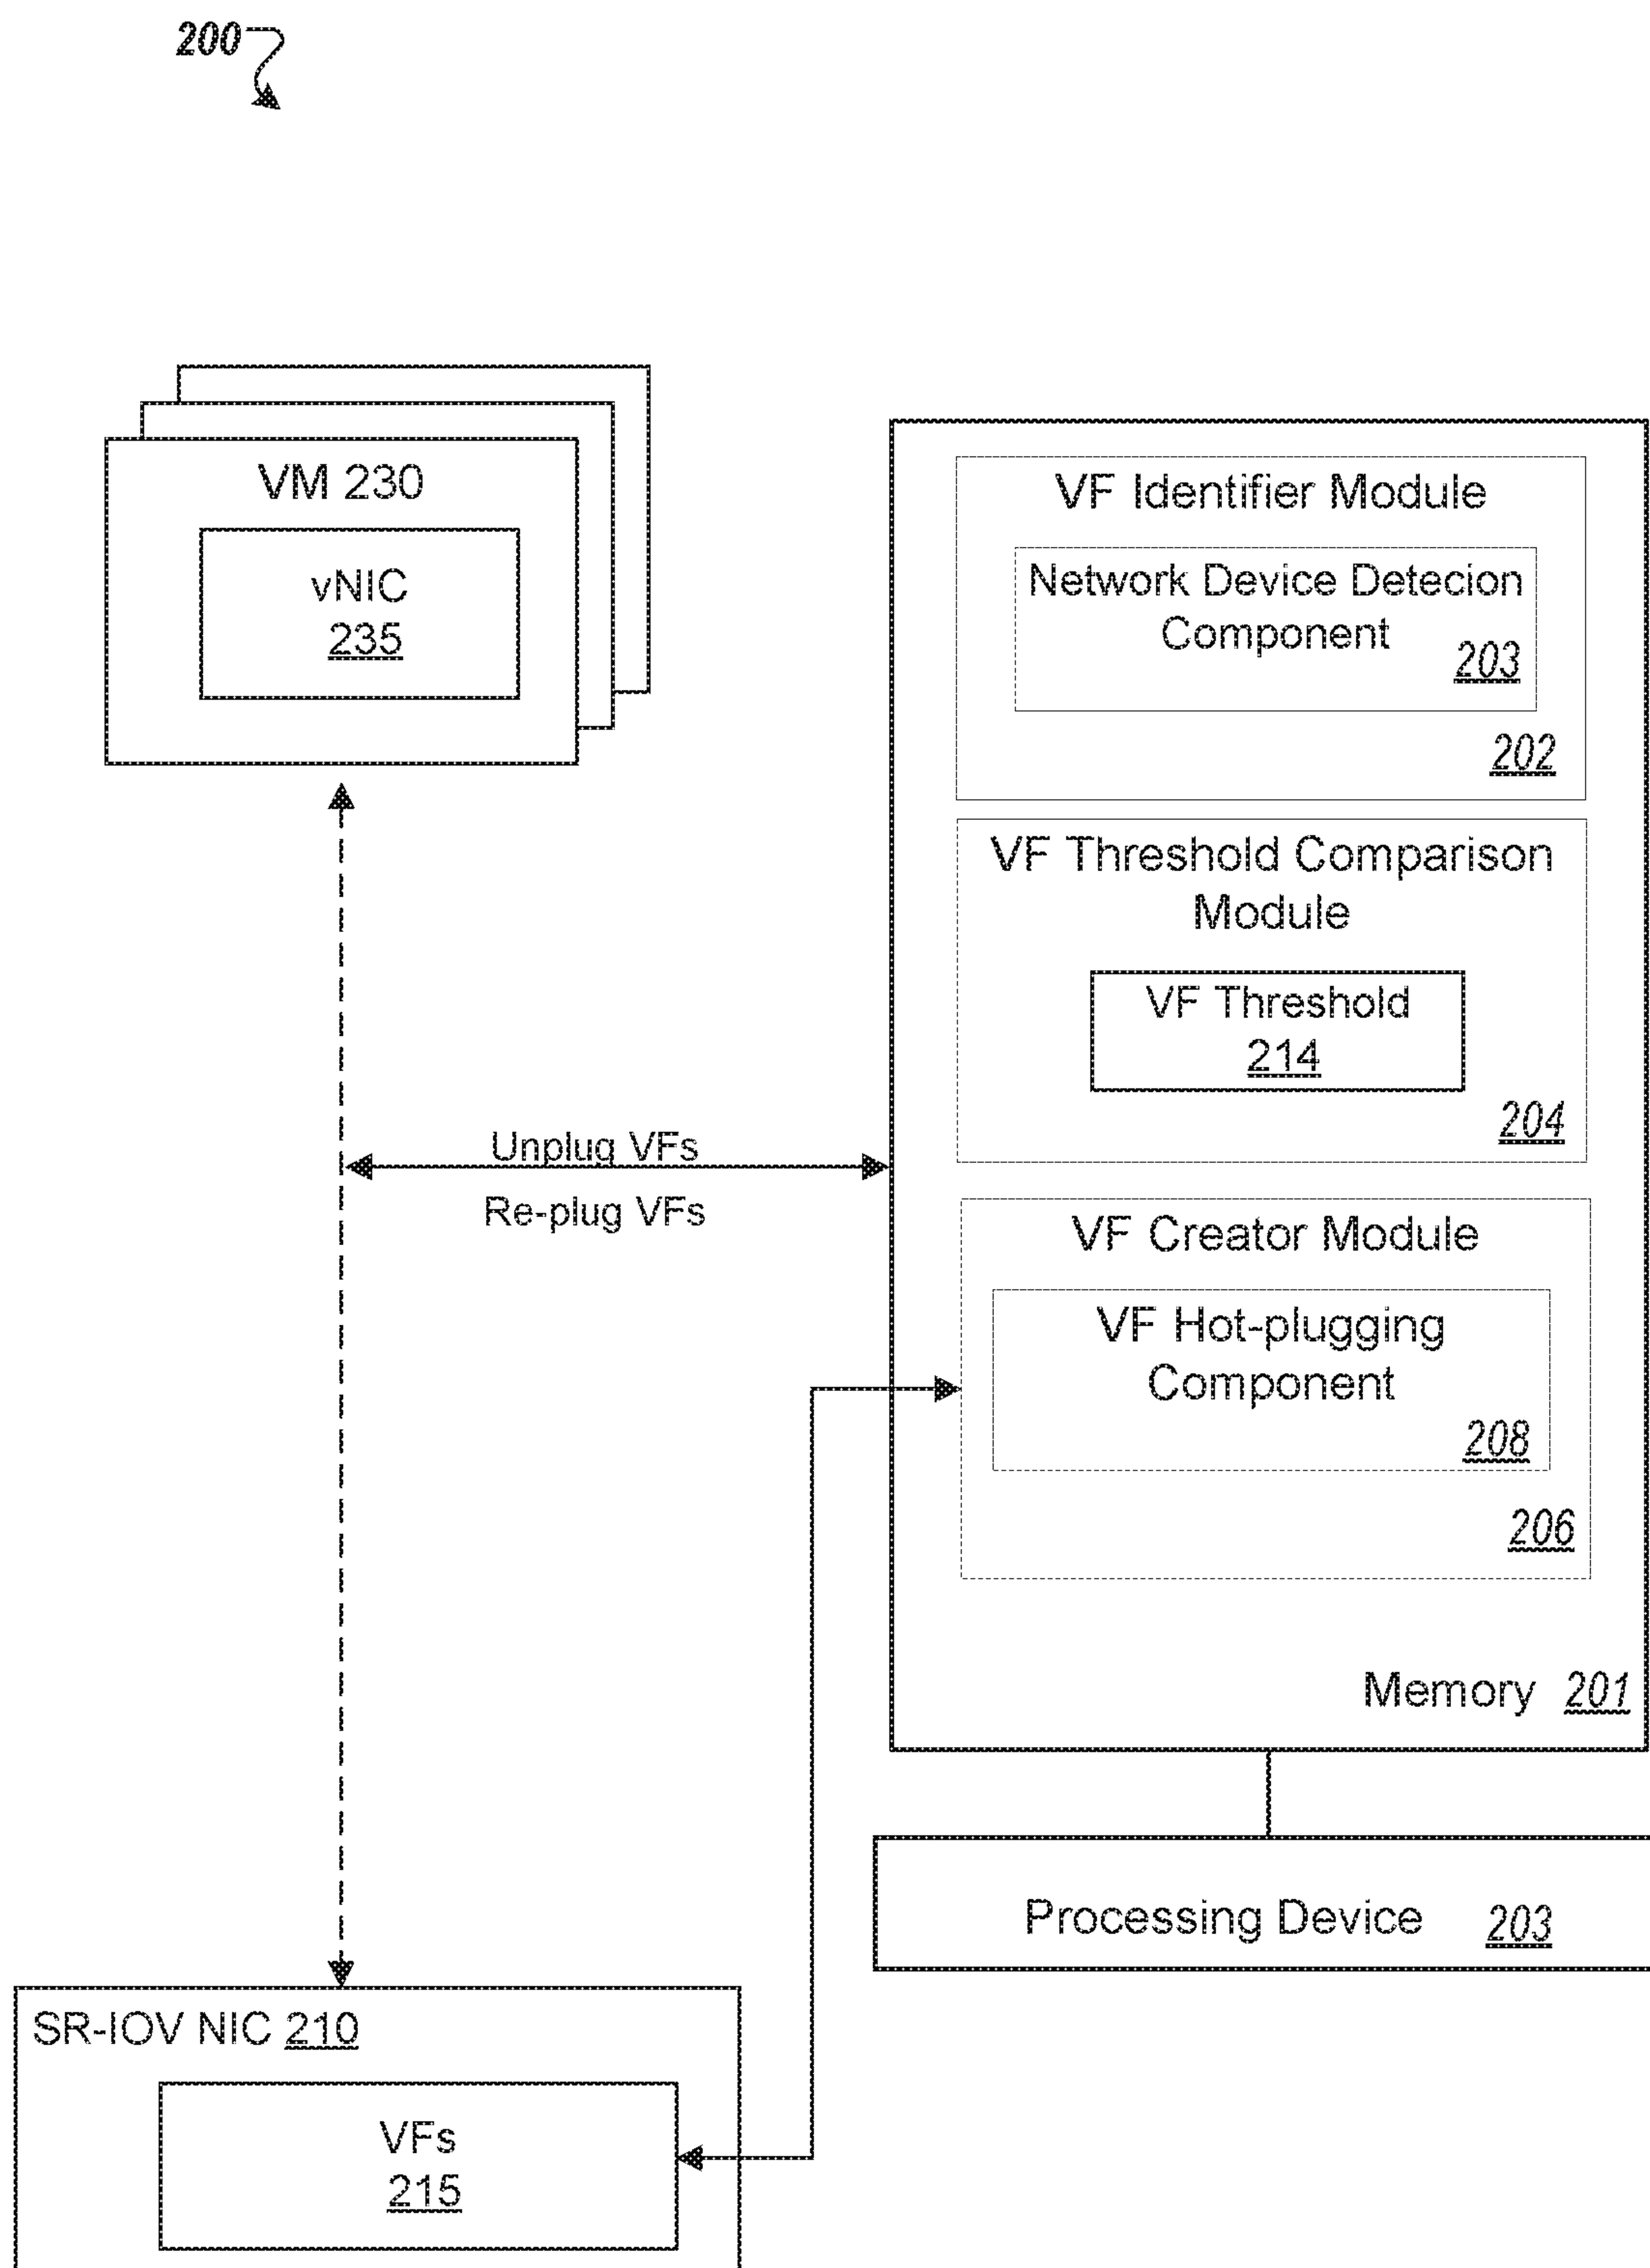 200
VM 230
vNIC
235
VF Identifier Module
Network Device Detecion
Component
203
202
VF Threshold Comparison
Module
VF Threshold
214
204
Unplug VFs
Re-plug VFs
VF Creator Module
VF Hot-plugging
Component
208
206
Memory 201
Processing Device 203
SR-IOV NIC 210
VFs
215